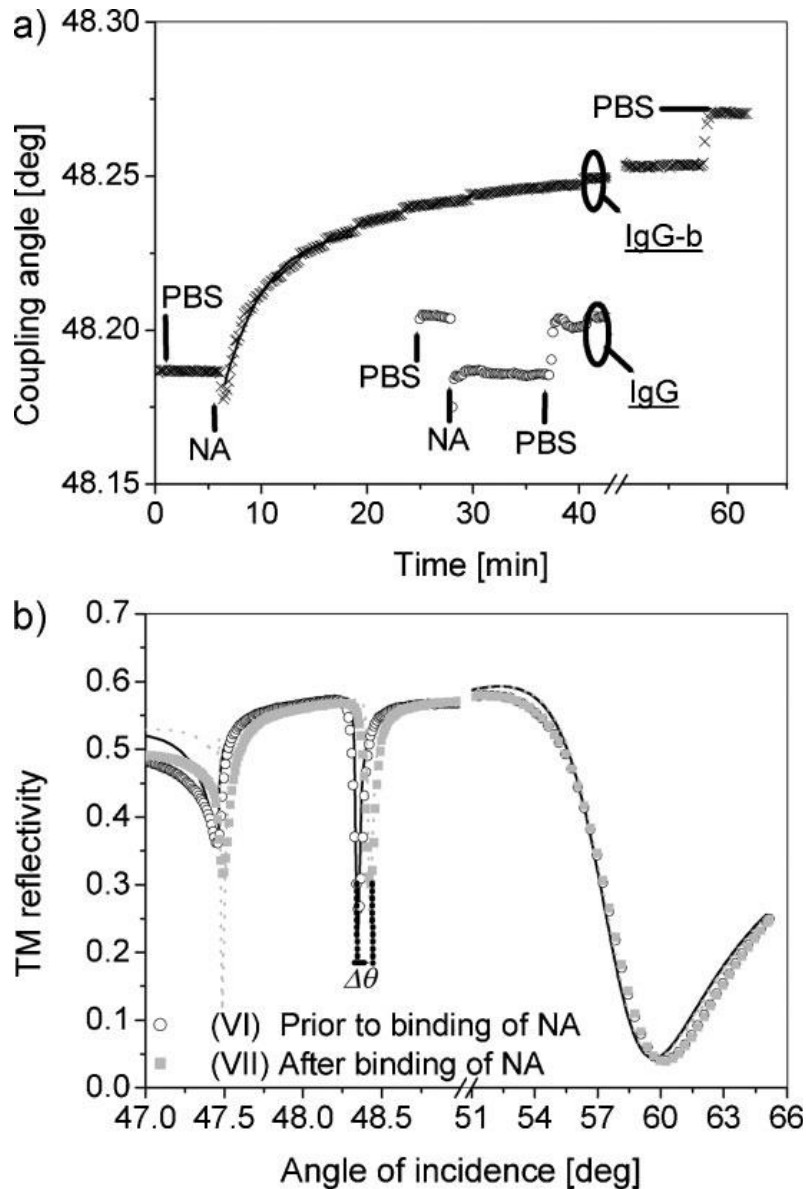 a)
48.30
48.25
48.20
48.15
Coupling angle [deg]
PBS
IgG-b
PBS
NA
PBS
NA
PBS
IgG
0
10
20
30
40
60
Time [min]
b)
0.7
0.6
0.5
0.4
0.3
0.2
0.1
0.0
TM reflectivity
Δθ
(VI) Prior to binding of NA
(VII) After binding of NA
47.0
47.5
48.0
48.5
51
54
57
60
63
66
Angle of incidence [deg]